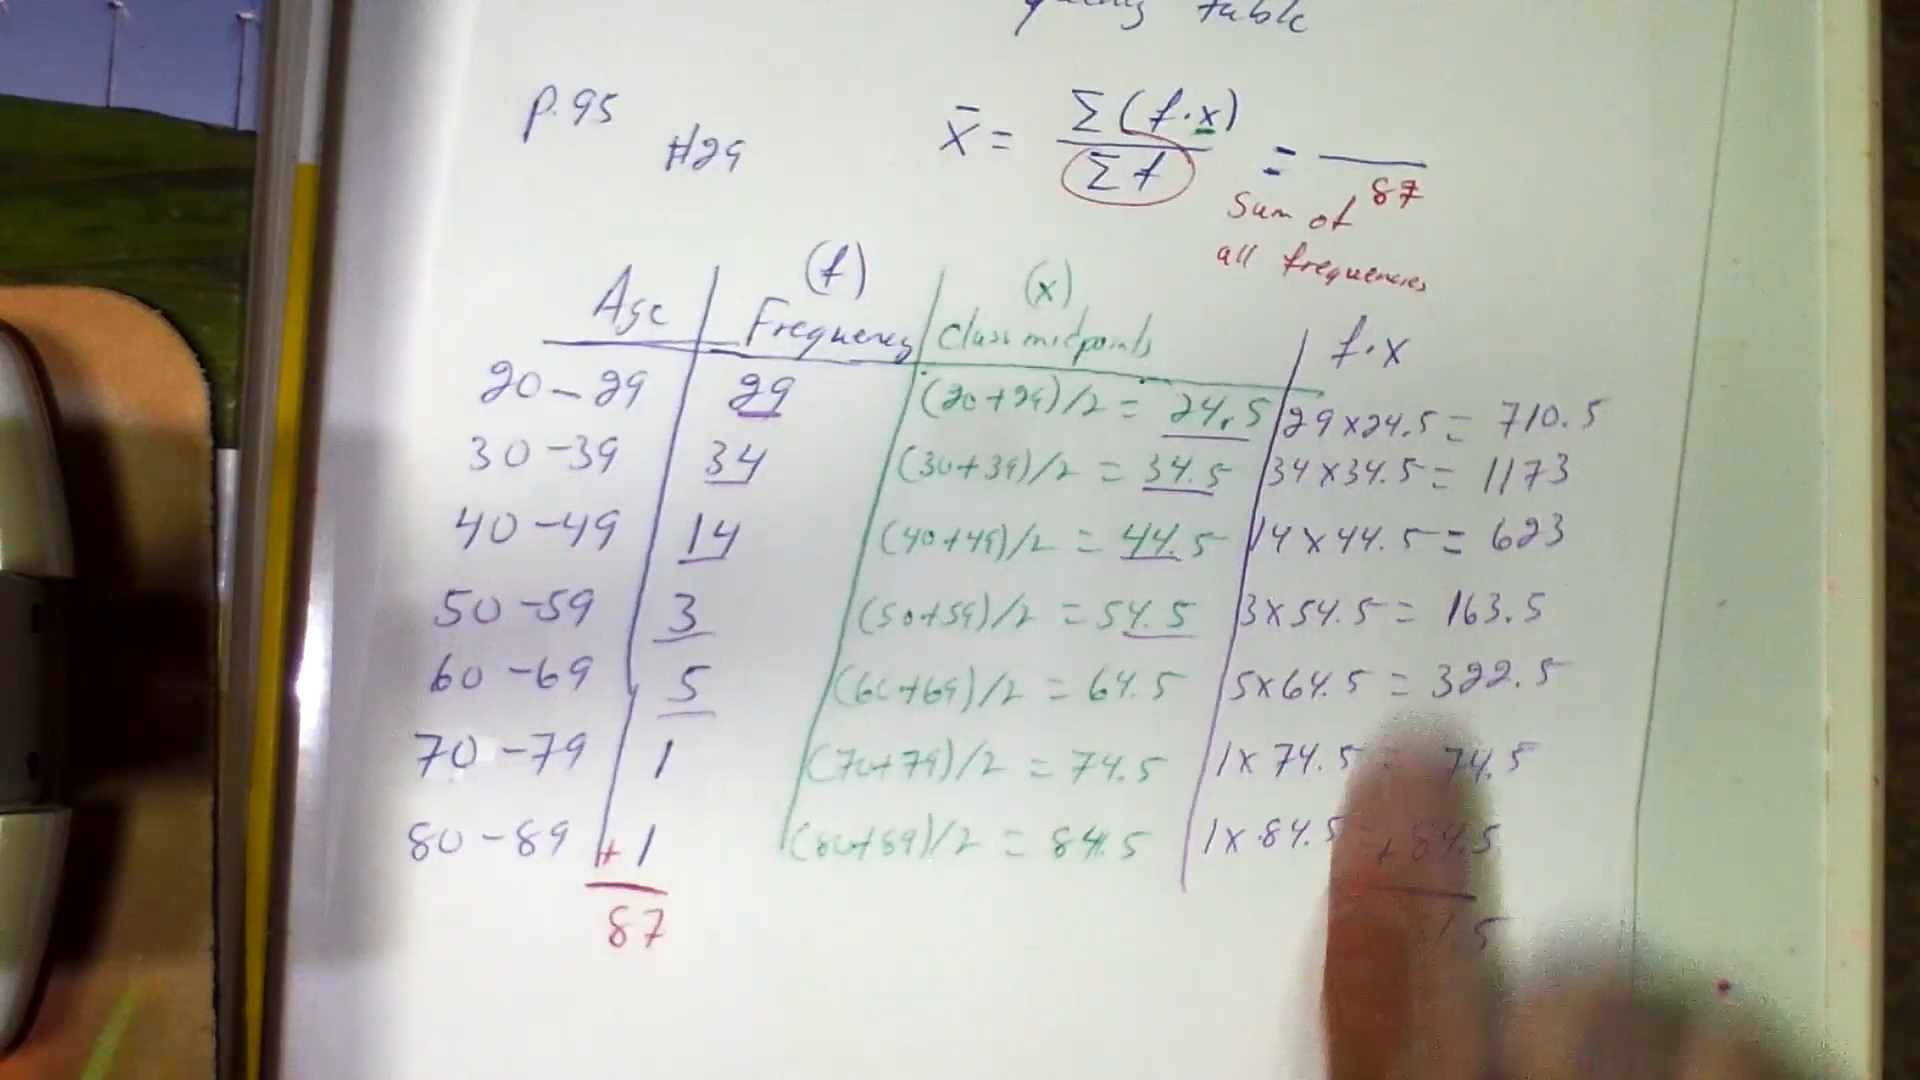 table
p.95
#29
x̄ = Σ(f·x) / Σf = ___ / 87
Sum of
all frequencies
(f) (x)
Age Frequency Class midpoints f·x
20-29 29 (20+29)/2 = 24.5 29×24.5 = 710.5
30-39 34 (30+39)/2 = 34.5 34×34.5 = 1173
40-49 14 (40+49)/2 = 44.5 14×44.5 = 623
50-59 3 (50+59)/2 = 54.5 3×54.5 = 163.5
60-69 5 (60+69)/2 = 64.5 5×64.5 = 322.5
70-79 1 (70+79)/2 = 74.5 1×74.5 = 74.5
80-89 + 1 (80+89)/2 = 84.5 1×84.5 = + 84.5
87